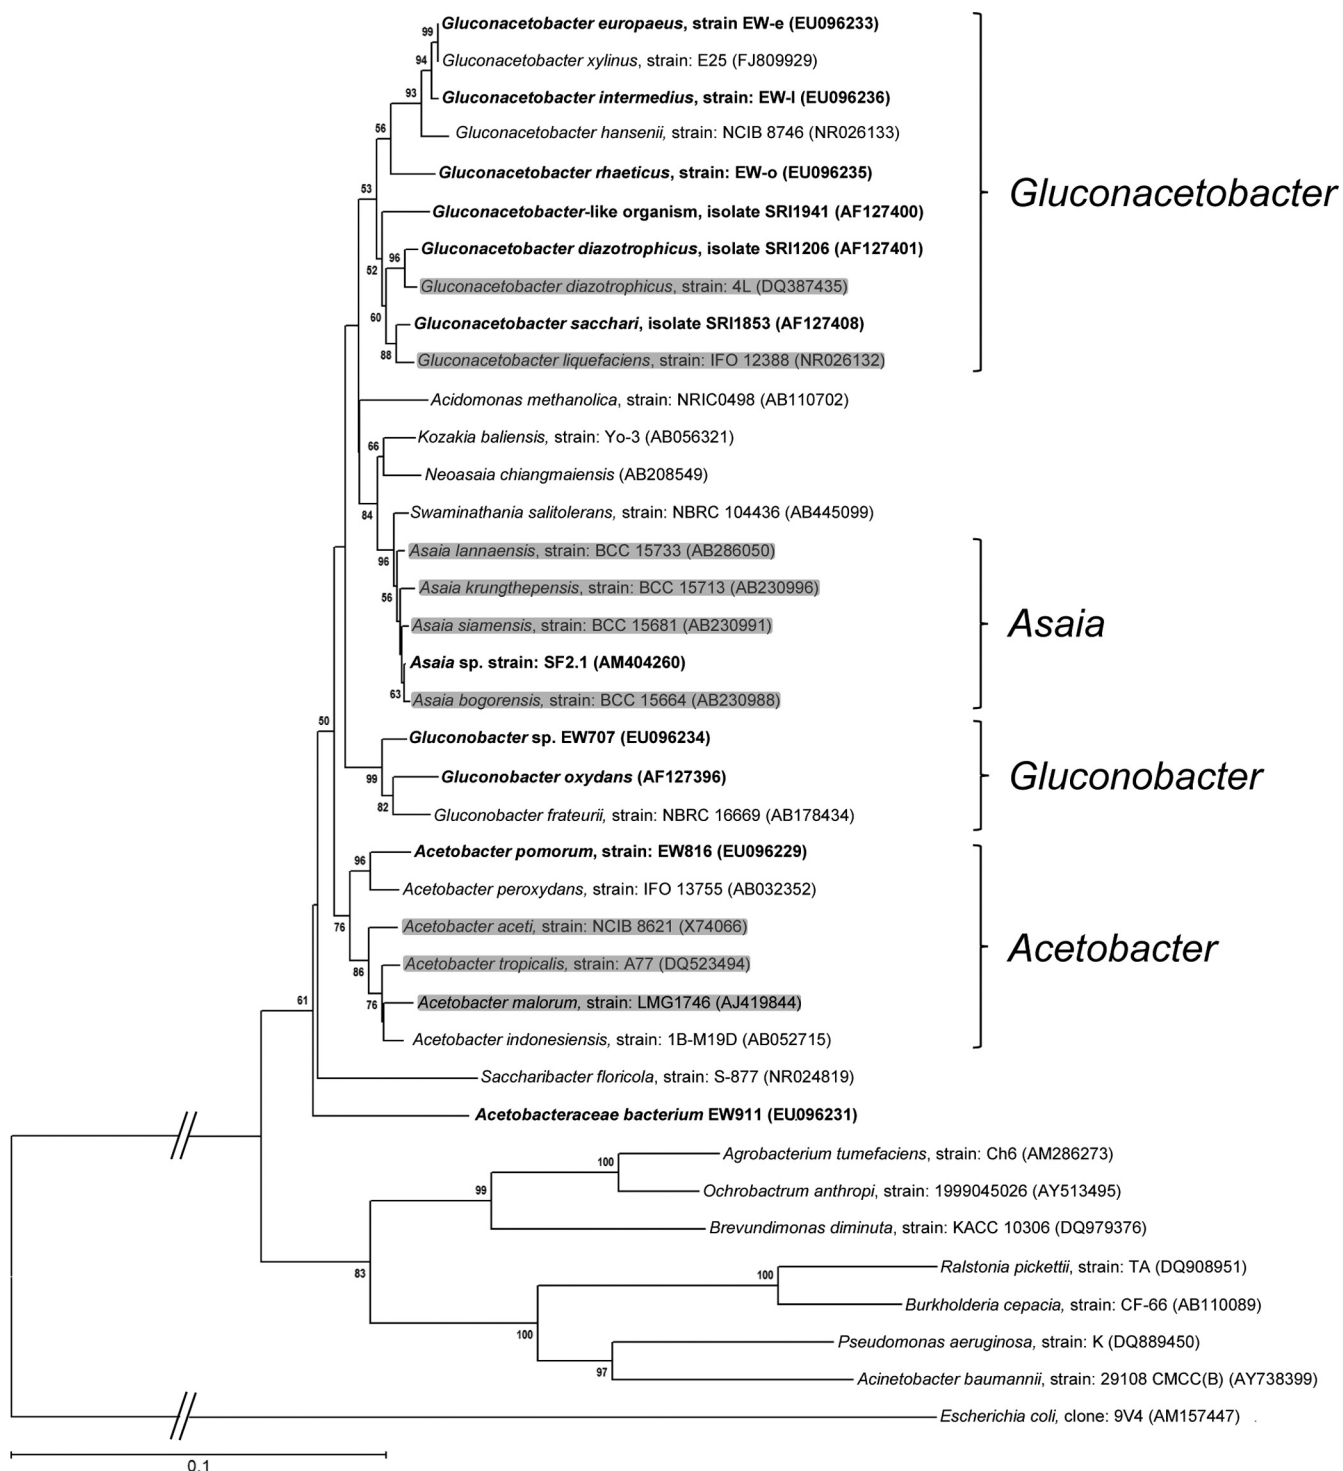 99
Gluconacetobacter europaeus, strain EW-e (EU096233)
94
Gluconacetobacter xylinus, strain: E25 (FJ809929)
93
Gluconacetobacter intermedius, strain: EW-I (EU096236)
56
Gluconacetobacter hansenii, strain: NCIB 8746 (NR026133)
Gluconacetobacter rhaeticus, strain: EW-o (EU096235)
Gluconacetobacter
53
Gluconacetobacter-like organism, isolate SRI1941 (AF127400)
Gluconacetobacter diazotrophicus, isolate SRI1206 (AF127401)
96
52
Gluconacetobacter diazotrophicus, strain: 4L (DQ387435)
60
Gluconacetobacter sacchari, isolate SRI1853 (AF127408)
88
Gluconacetobacter liquefaciens, strain: IFO 12388 (NR026132)
Acidomonas methanolica, strain: NRIC0498 (AB110702)
66
Kozakia baliensis, strain: Yo-3 (AB056321)
Neoasaia chiangmaiensis (AB208549)
84
Swaminathania salitolerans, strain: NBRC 104436 (AB445099)
96
Asaia lannaensis, strain: BCC 15733 (AB286050)
56
Asaia krungthepensis, strain: BCC 15713 (AB230996)
Asaia siamensis, strain: BCC 15681 (AB230991)
Asaia
Asaia sp. strain: SF2.1 (AM404260)
63
Asaia bogorensis, strain: BCC 15664 (AB230988)
50
Gluconobacter sp. EW707 (EU096234)
99
Gluconobacter oxydans (AF127396)
Gluconobacter
82
Gluconobacter frateurii, strain: NBRC 16669 (AB178434)
96
Acetobacter pomorum, strain: EW816 (EU096229)
Acetobacter peroxydans, strain: IFO 13755 (AB032352)
76
Acetobacter aceti, strain: NCIB 8621 (X74066)
Acetobacter
86
Acetobacter tropicalis, strain: A77 (DQ523494)
76
Acetobacter malorum, strain: LMG1746 (AJ419844)
61
Acetobacter indonesiensis, strain: 1B-M19D (AB052715)
Saccharibacter floricola, strain: S-877 (NR024819)
Acetobacteraceae bacterium EW911 (EU096231)
100
Agrobacterium tumefaciens, strain: Ch6 (AM286273)
99
Ochrobactrum anthropi, strain: 1999045026 (AY513495)
Brevundimonas diminuta, strain: KACC 10306 (DQ979376)
83
100
Ralstonia pickettii, strain: TA (DQ908951)
Burkholderia cepacia, strain: CF-66 (AB110089)
100
Pseudomonas aeruginosa, strain: K (DQ889450)
97
Acinetobacter baumannii, strain: 29108 CMCC(B) (AY738399)
Escherichia coli, clone: 9V4 (AM157447)
0.1